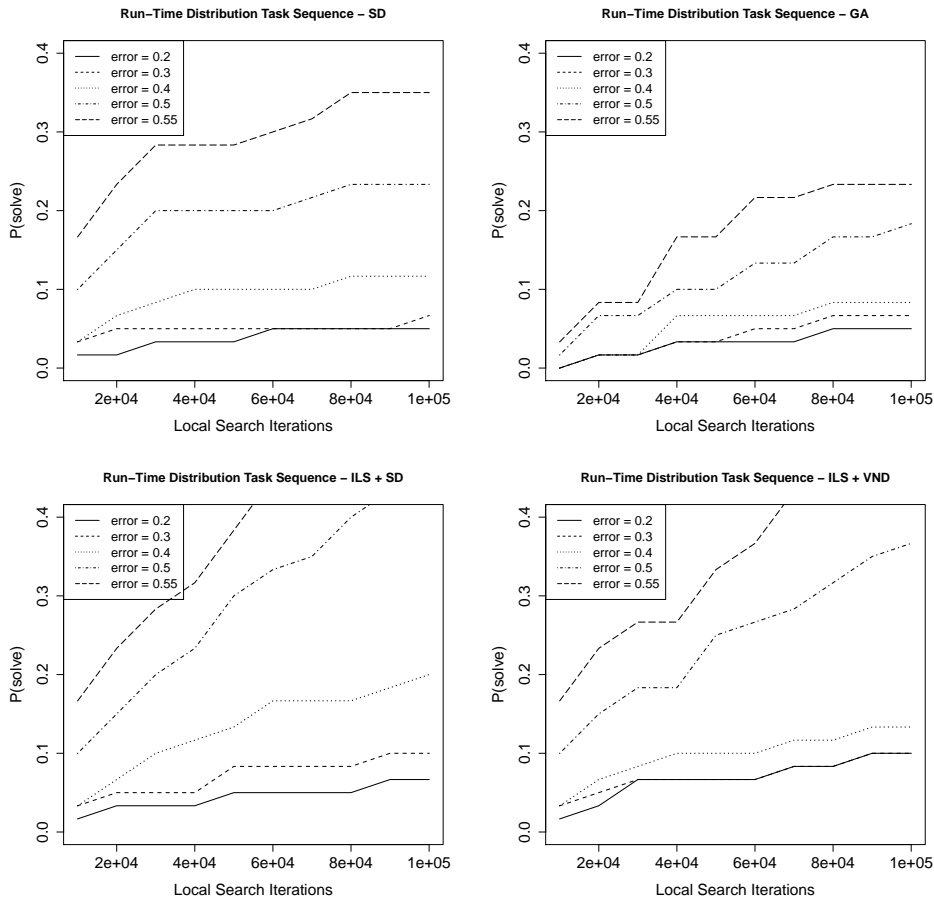 Run−Time Distribution Task Sequence − SD
error = 0.2
error = 0.3
error = 0.4
error = 0.5
error = 0.55
P(solve)
0.4
0.3
0.2
0.1
0.0
2e+04 4e+04 6e+04 8e+04 1e+05
Local Search Iterations
Run−Time Distribution Task Sequence − GA
error = 0.2
error = 0.3
error = 0.4
error = 0.5
error = 0.55
P(solve)
0.4
0.3
0.2
0.1
0.0
2e+04 4e+04 6e+04 8e+04 1e+05
Local Search Iterations
Run−Time Distribution Task Sequence − ILS + SD
error = 0.2
error = 0.3
error = 0.4
error = 0.5
error = 0.55
P(solve)
0.4
0.3
0.2
0.1
0.0
2e+04 4e+04 6e+04 8e+04 1e+05
Local Search Iterations
Run−Time Distribution Task Sequence − ILS + VND
error = 0.2
error = 0.3
error = 0.4
error = 0.5
error = 0.55
P(solve)
0.4
0.3
0.2
0.1
0.0
2e+04 4e+04 6e+04 8e+04 1e+05
Local Search Iterations